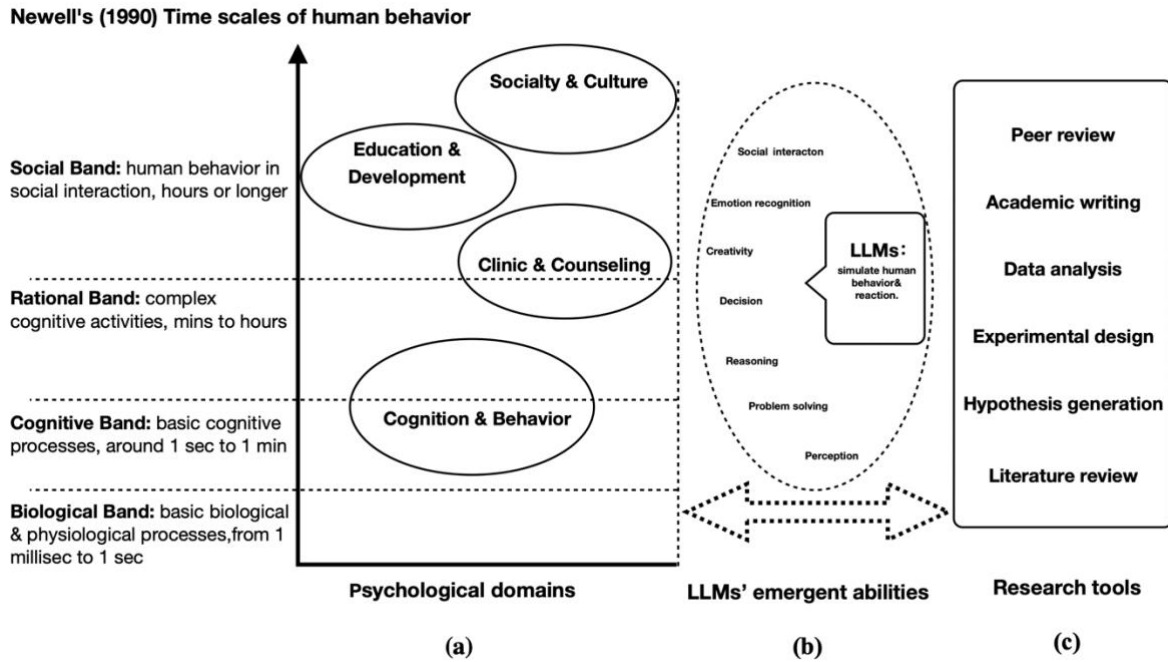 Newell's (1990) Time scales of human behavior
Social Band: human behavior in
social interaction, hours or longer
Rational Band: complex
cognitive activities, mins to hours
Cognitive Band: basic cognitive
processes, around 1 sec to 1 min
Biological Band: basic biological
& physiological processes,from 1
millisec to 1 sec
Socialty & Culture
Education &
Development
Clinic & Counseling
Cognition & Behavior
Psychological domains
(a)
Social interacton
Emotion recognition
Creativity
Decision
Reasoning
Problem solving
Perception
LLMs:
simulate human
behavior&
reaction.
LLMs' emergent abilities
(b)
Peer review
Academic writing
Data analysis
Experimental design
Hypothesis generation
Literature review
Research tools
(c)